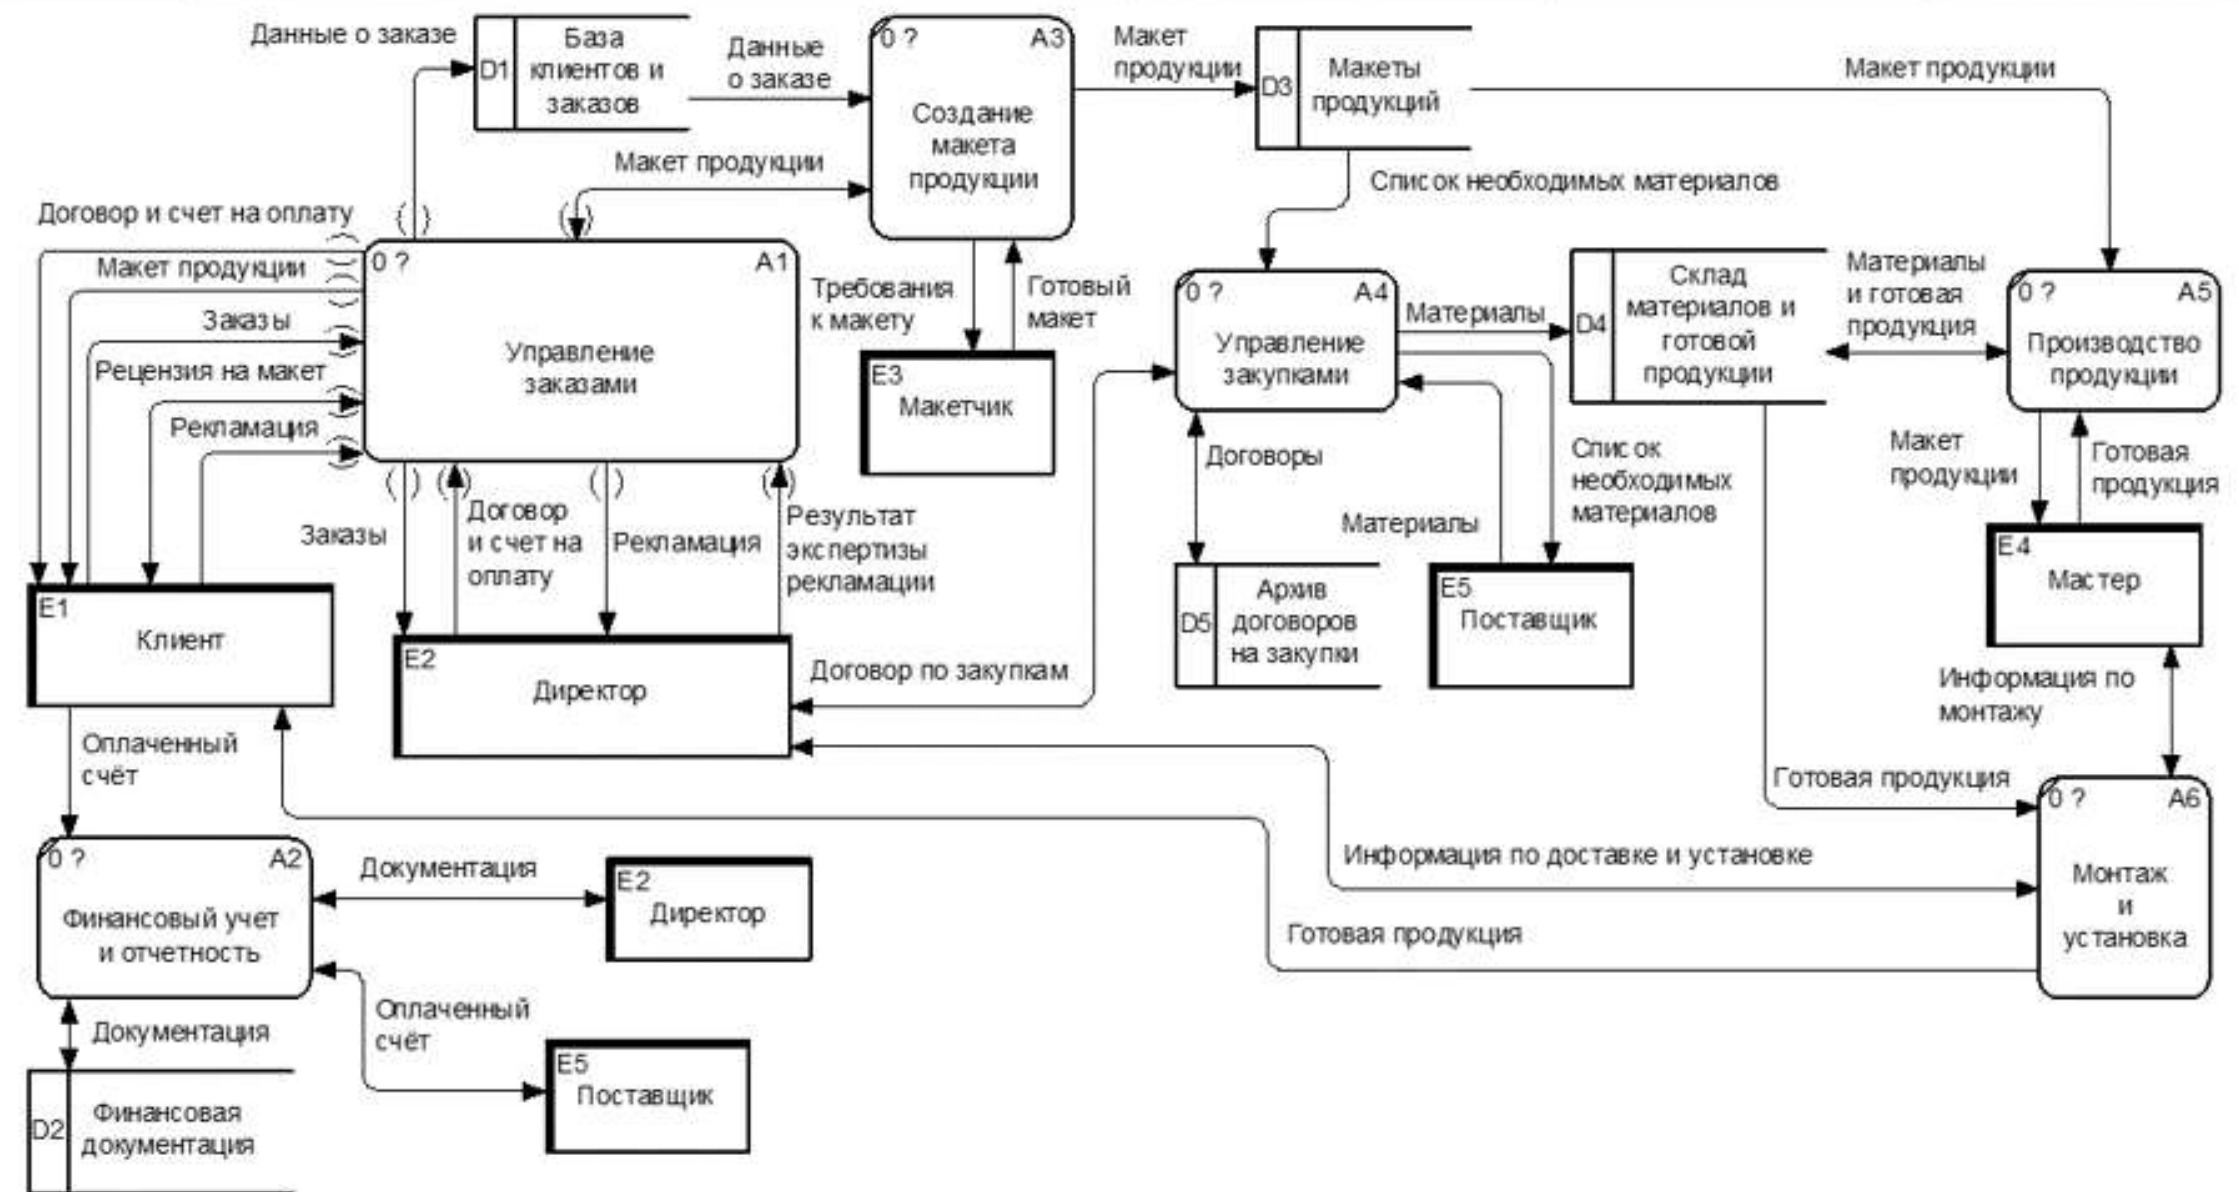 Данные о заказе
D1
База
клиентов и
заказов
Данные
о заказе
0 ?
A3
Создание
макета
продукции
Макет
продукции
D3
Макеты
продукций
Макет продукции
Макет продукции
Список необходимых материалов
Договор и счет на оплату
Макет продукции
Заказы
Рецензия на макет
Рекламация
0 ?
A1
Управление
заказами
Требования
к макету
Готовый
макет
E3
Макетчик
0 ?
A4
Управление
закупками
Материалы
D4
Склад
материалов и
готовой
продукции
Материалы
и готовая
продукция
0 ?
A5
Производство
продукции
Заказы
Договор
и счет на
оплату
Рекламация
Результат
экспертизы
рекламации
Договоры
Материалы
Список
необходимых
материалов
Макет
продукции
Готовая
продукция
E1
Клиент
E2
Директор
Договор по закупкам
D5
Архив
договоров
на закупки
E5
Поставщик
E4
Мастер
Информация по
монтажу
Оплаченный
счёт
Готовая продукция
0 ?
A6
Монтаж
и
установка
Информация по доставке и установке
Готовая продукция
0 ?
A2
Финансовый учет
и отчетность
Документация
E2
Директор
Оплаченный
счёт
E5
Поставщик
Документация
D2
Финансовая
документация